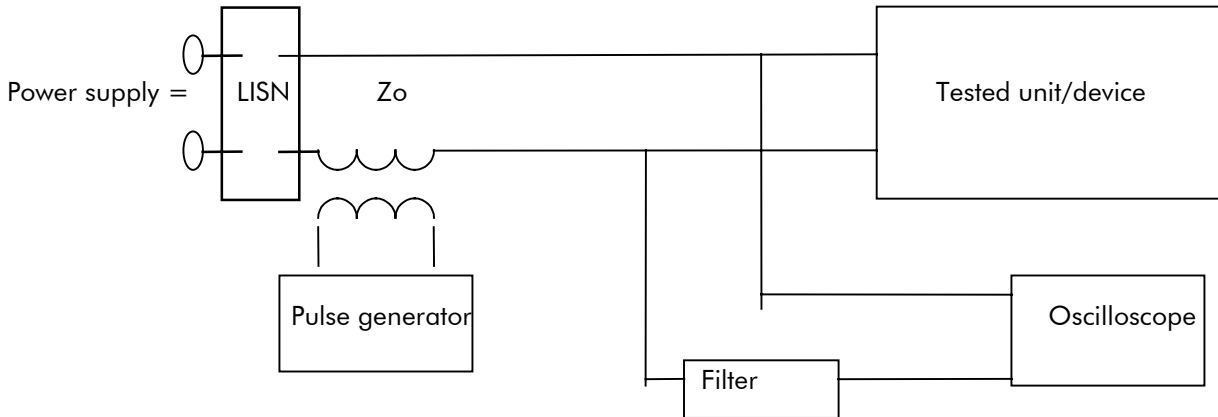 Power supply =
LISN
Zo
Tested unit/device
Pulse generator
Oscilloscope
Filter